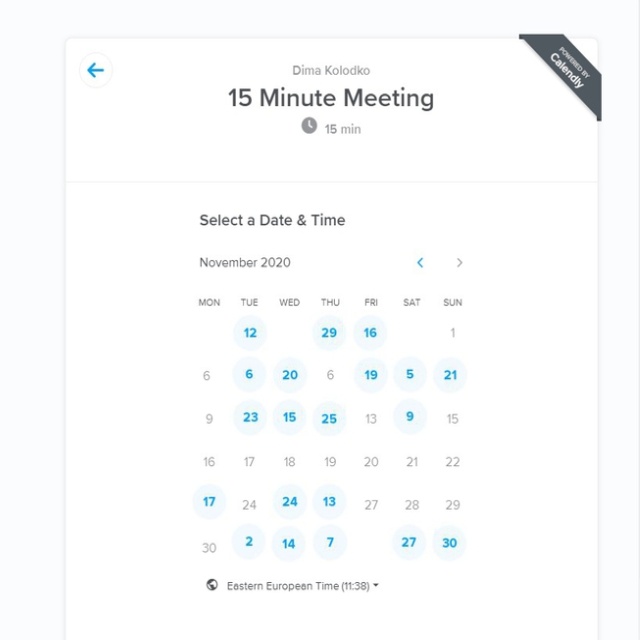 POWERED BY
Calendly
Dima Kolodko
15 Minute Meeting
15 min
Select a Date & Time
November 2020
MON TUE WED THU FRI SAT SUN
12 29 16 1
6 6 20 6 19 5 21
9 23 15 25 13 9 15
16 17 18 19 20 21 22
17 24 24 13 27 28 29
30 2 14 7 27 30
Eastern European Time (11:38)